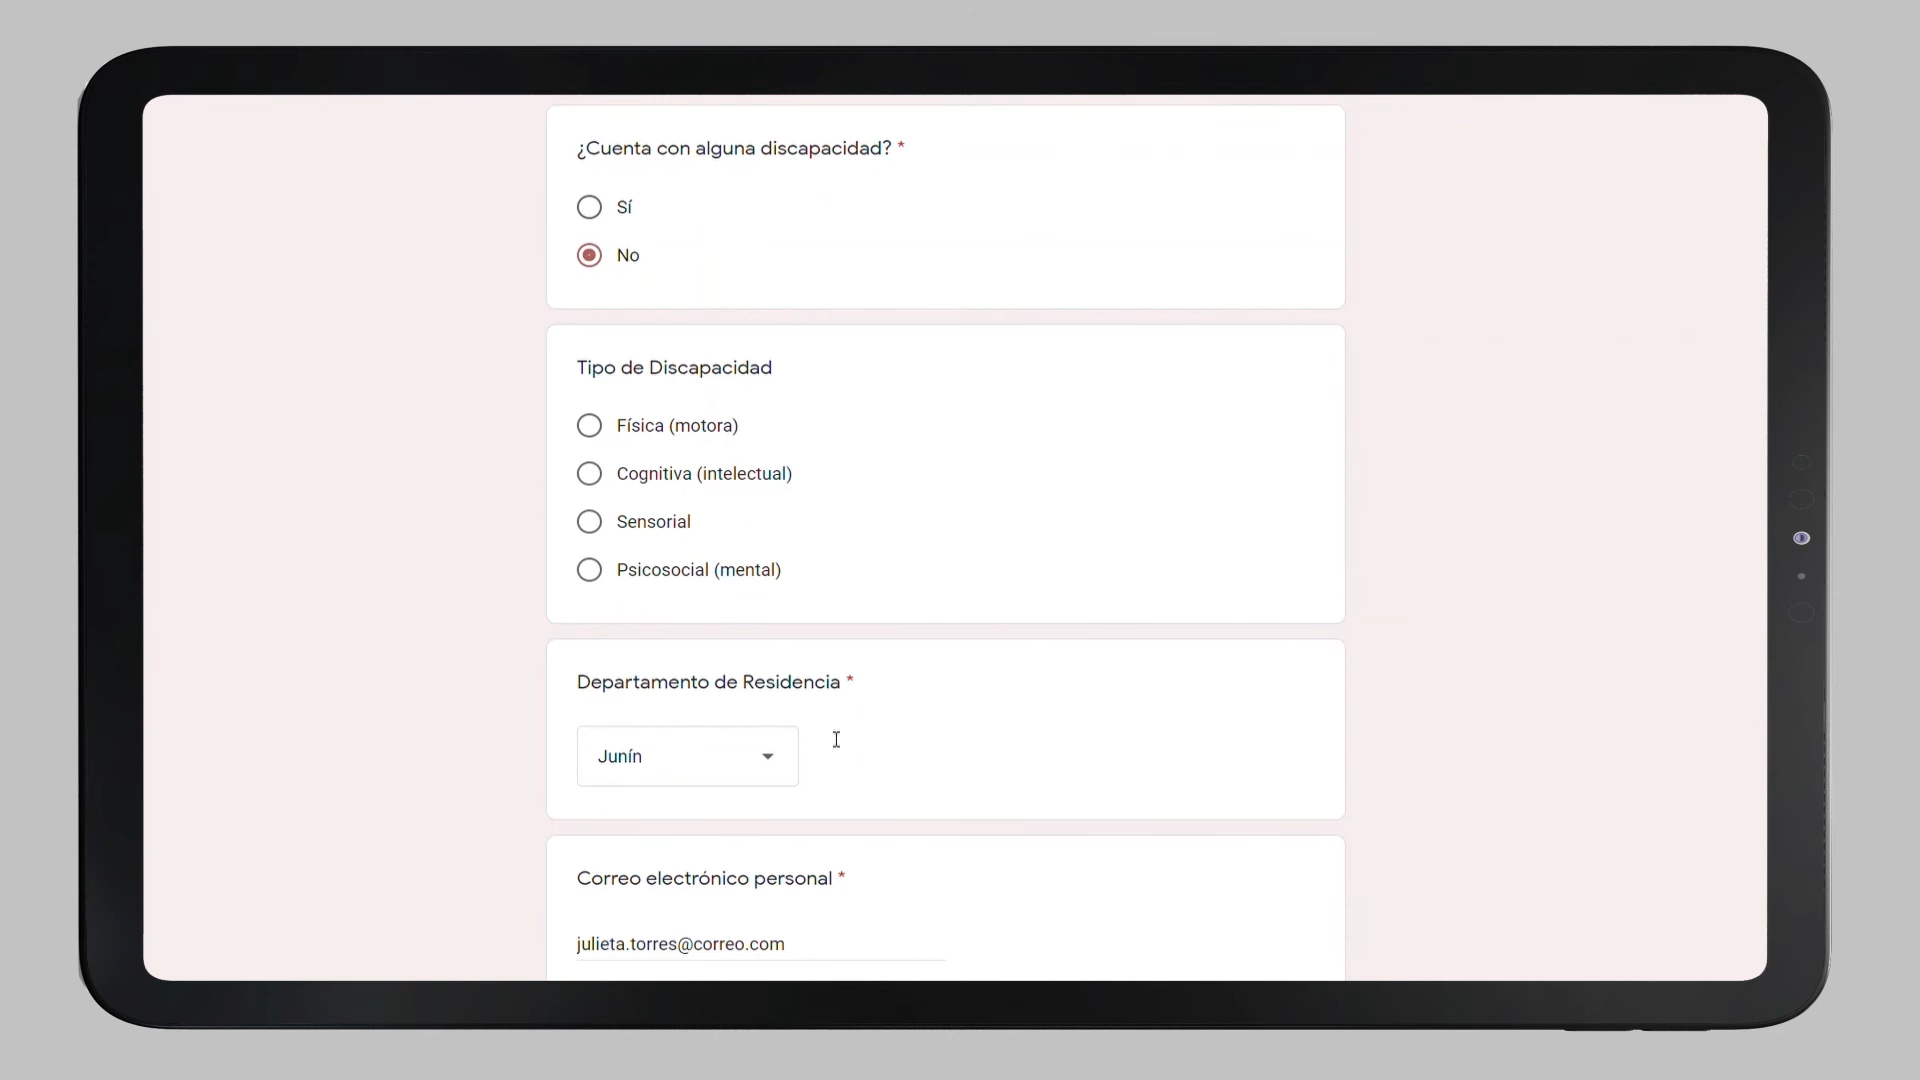 ¿Cuenta con alguna discapacidad? *
Sí
No
Tipo de Discapacidad
Física (motora)
Cognitiva (intelectual)
Sensorial
Psicosocial (mental)
Departamento de Residencia *
Junín
Correo electrónico personal *
julieta.torres@correo.com